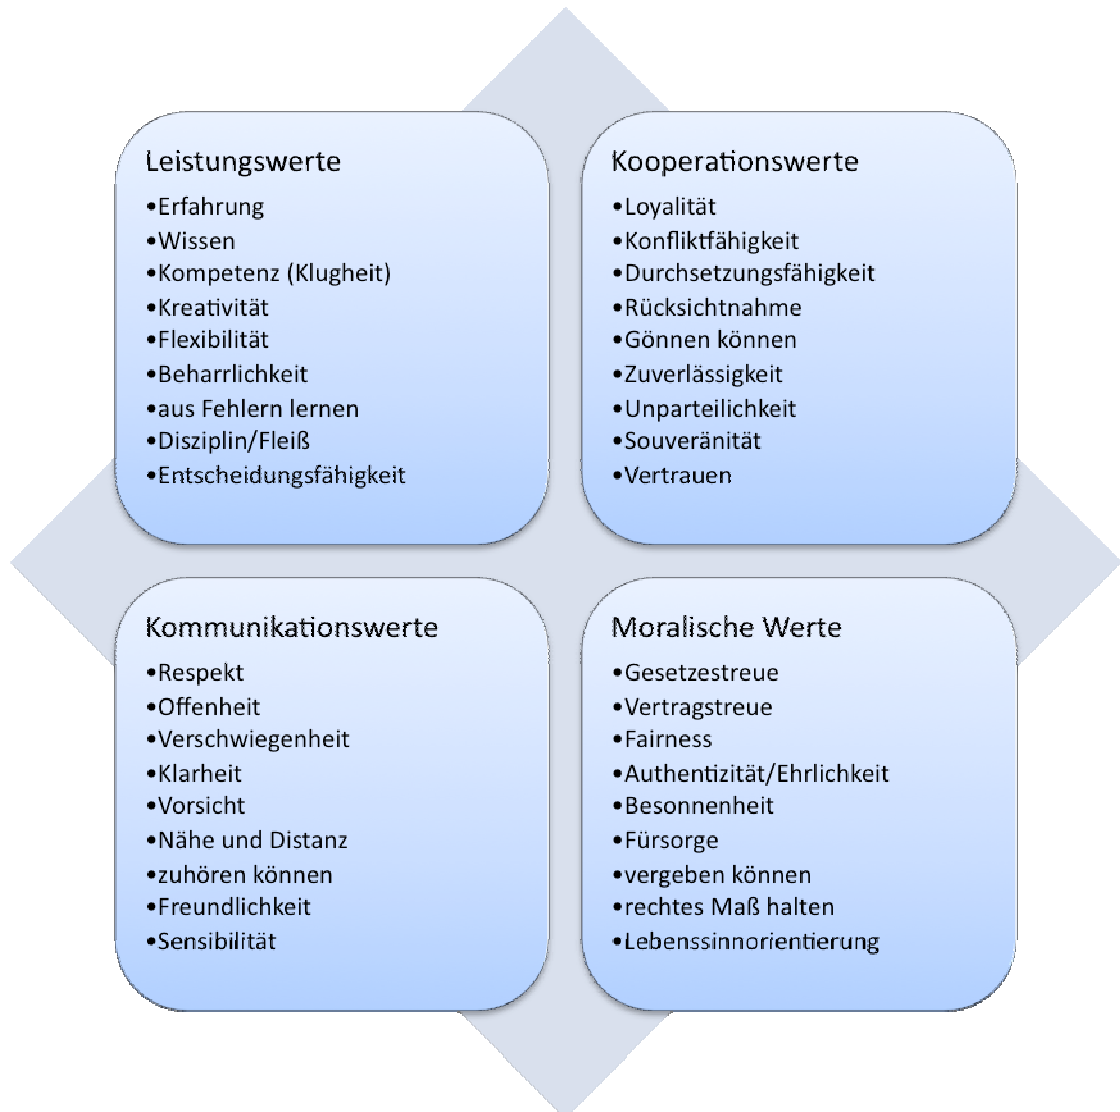 Leistungswerte
•Erfahrung
•Wissen
•Kompetenz (Klugheit)
•Kreativität
•Flexibilität
•Beharrlichkeit
•aus Fehlern lernen
•Disziplin/Fleiß
•Entscheidungsfähigkeit
Kooperationswerte
•Loyalität
•Konfliktfähigkeit
•Durchsetzungsfähigkeit
•Rücksichtnahme
•Gönnen können
•Zuverlässigkeit
•Unparteilichkeit
•Souveränität
•Vertrauen
Kommunikationswerte
•Respekt
•Offenheit
•Verschwiegenheit
•Klarheit
•Vorsicht
•Nähe und Distanz
•zuhören können
•Freundlichkeit
•Sensibilität
Moralische Werte
•Gesetzestreue
•Vertragstreue
•Fairness
•Authentizität/Ehrlichkeit
•Besonnenheit
•Fürsorge
•vergeben können
•rechtes Maß halten
•Lebenssinnorientierung